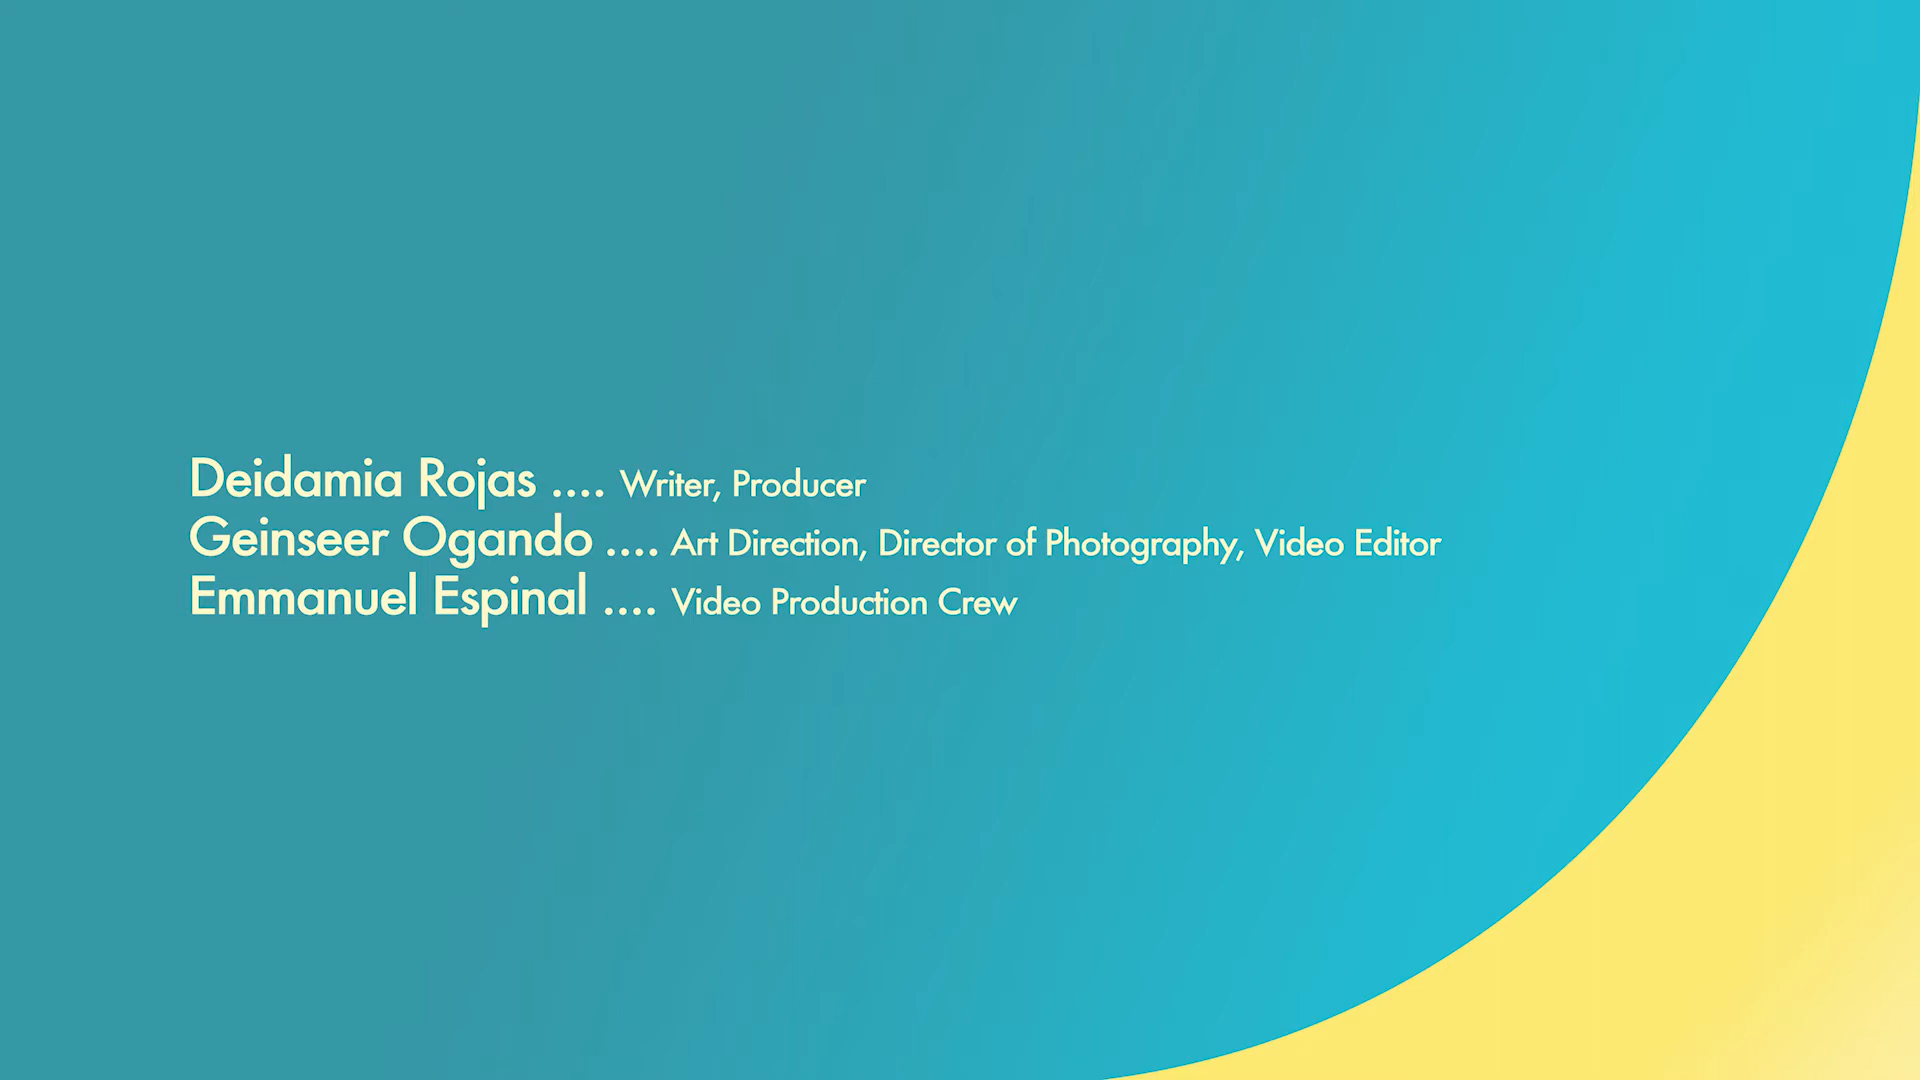 Deidamia Rojas .... Writer, Producer
Geinseer Ogando .... Art Direction, Director of Photography, Video Editor
Emmanuel Espinal .... Video Production Crew